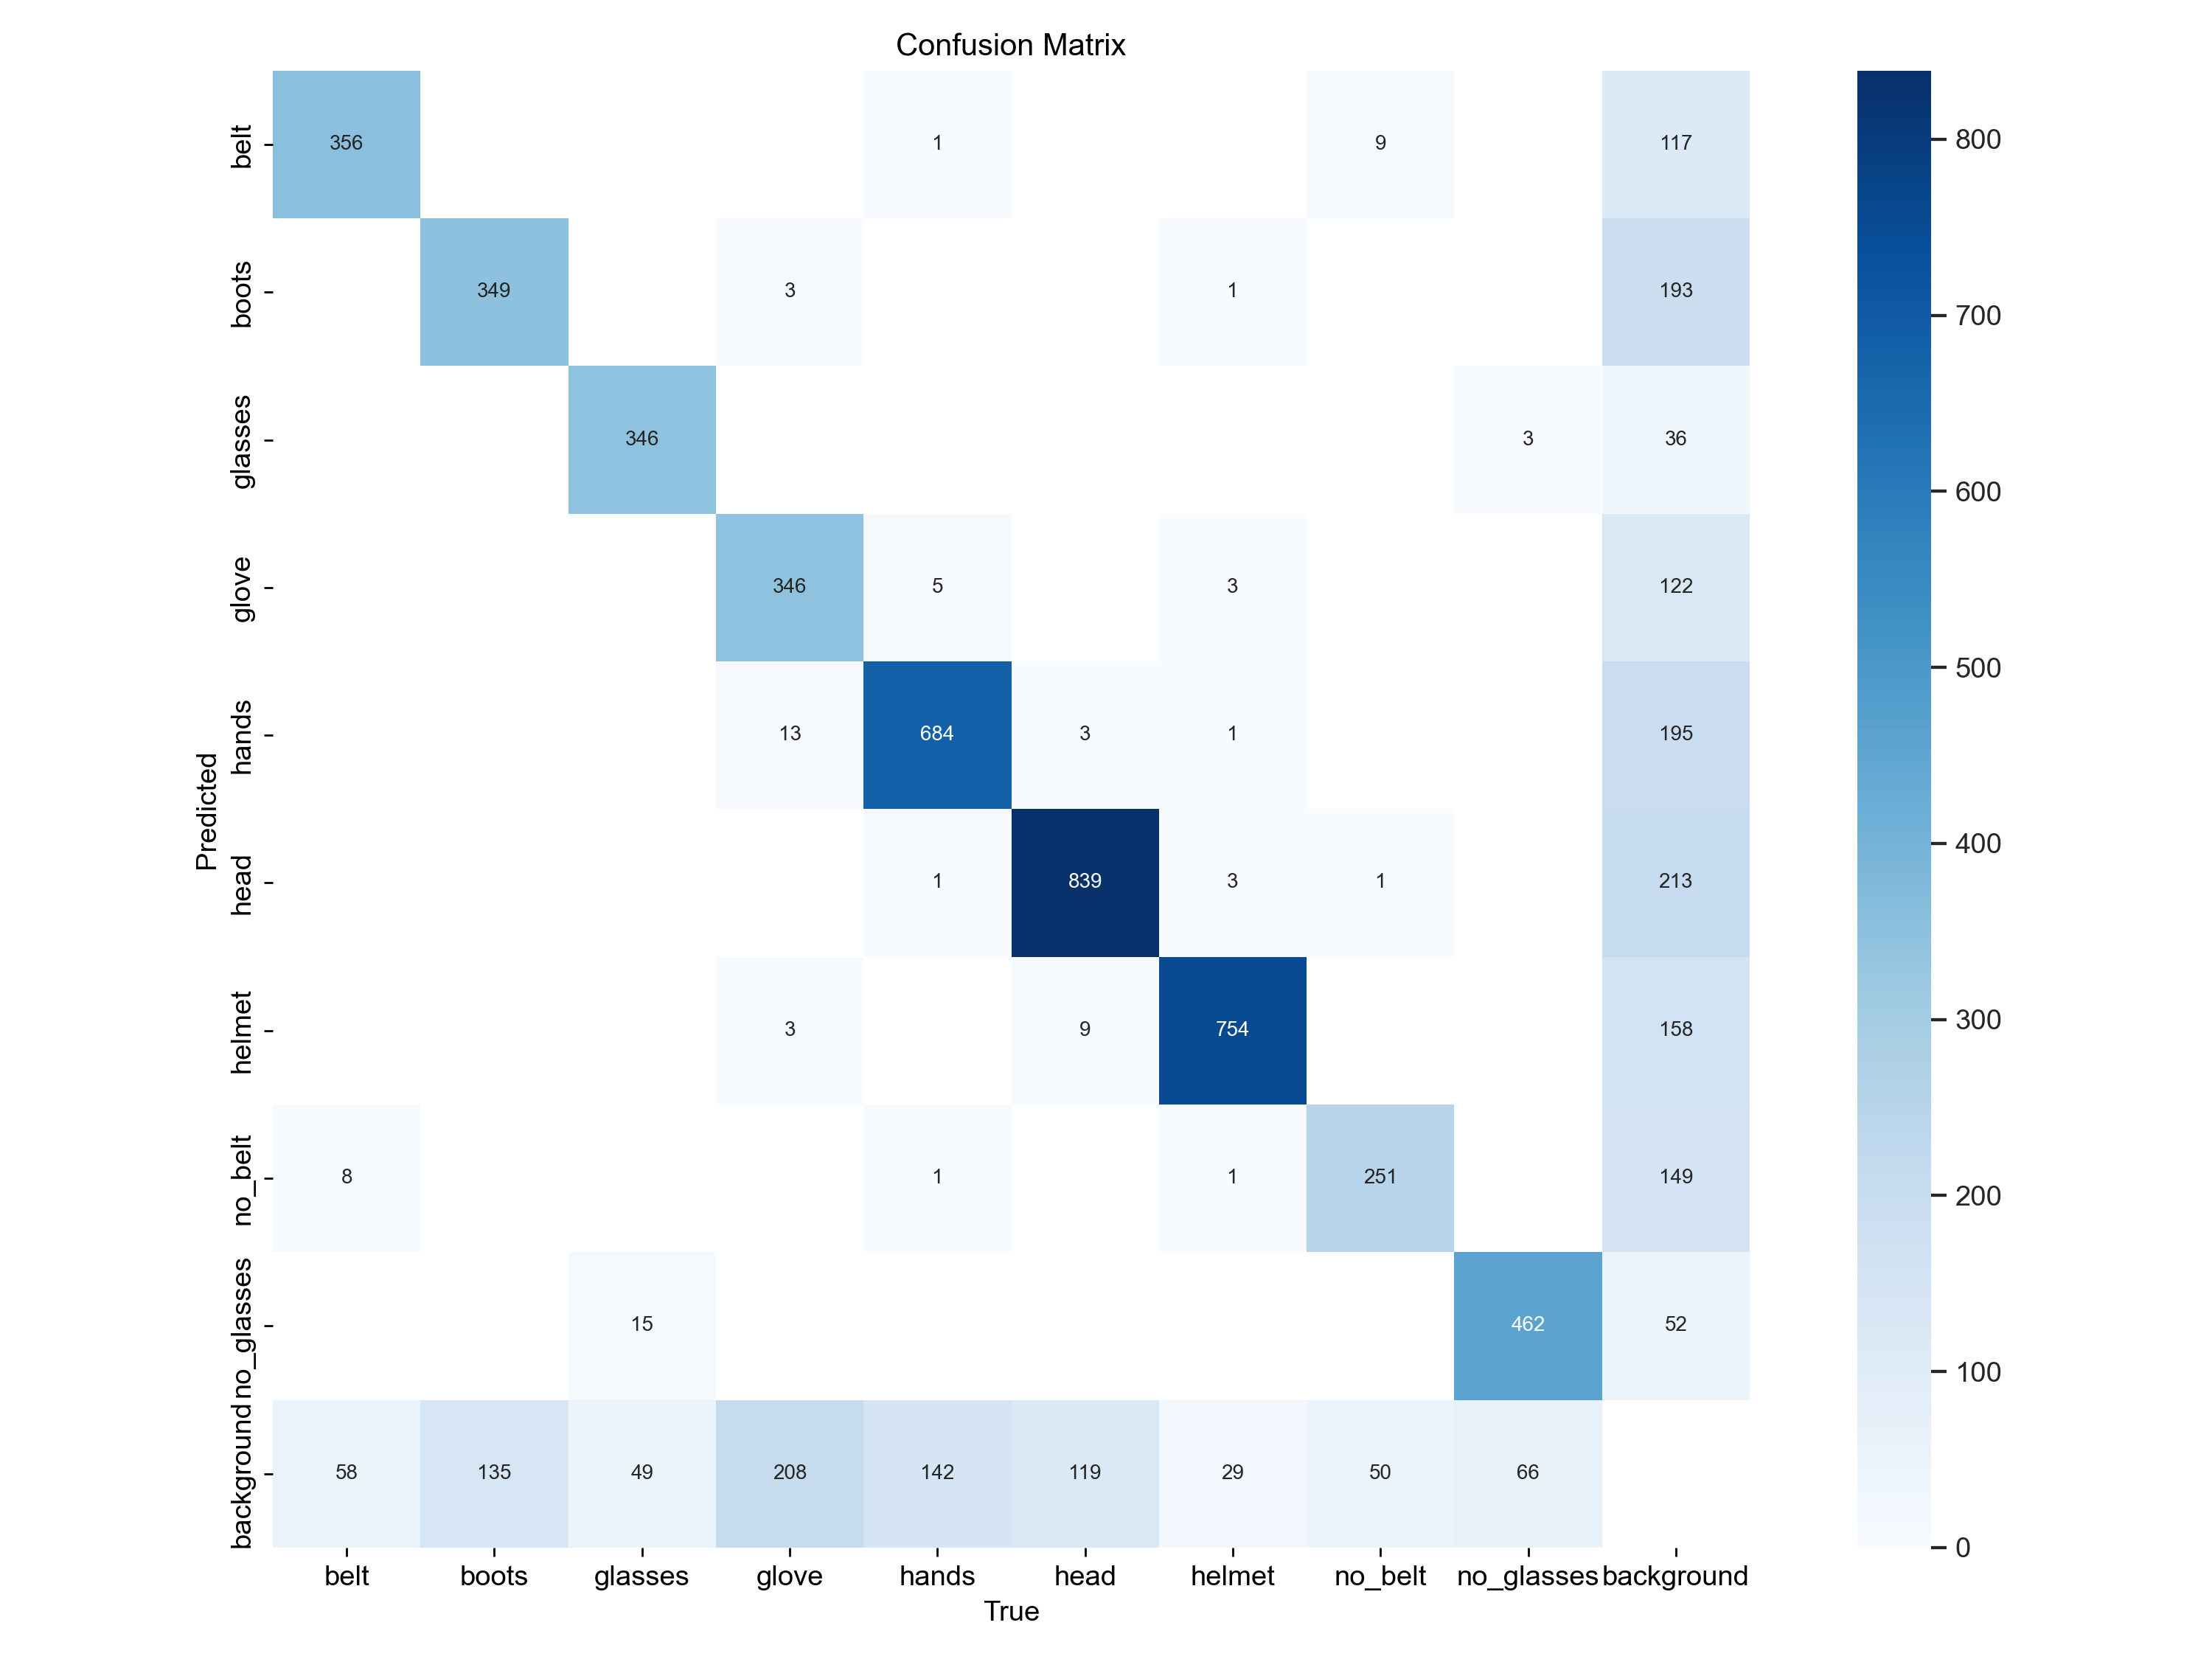 Confusion Matrix
belt 356 1 9 117
boots 349 3 1 193
glasses 346 3 36
glove 346 5 3 122
hands 13 684 3 1 195
head 1 839 3 1 213
helmet 3 9 754 158
no_belt 8 1 1 251 149
no_glasses 15 462 52
background 58 135 49 208 142 119 29 50 66
belt boots glasses glove hands head helmet no_belt no_glasses background
True
Predicted
800
700
600
500
400
300
200
100
0